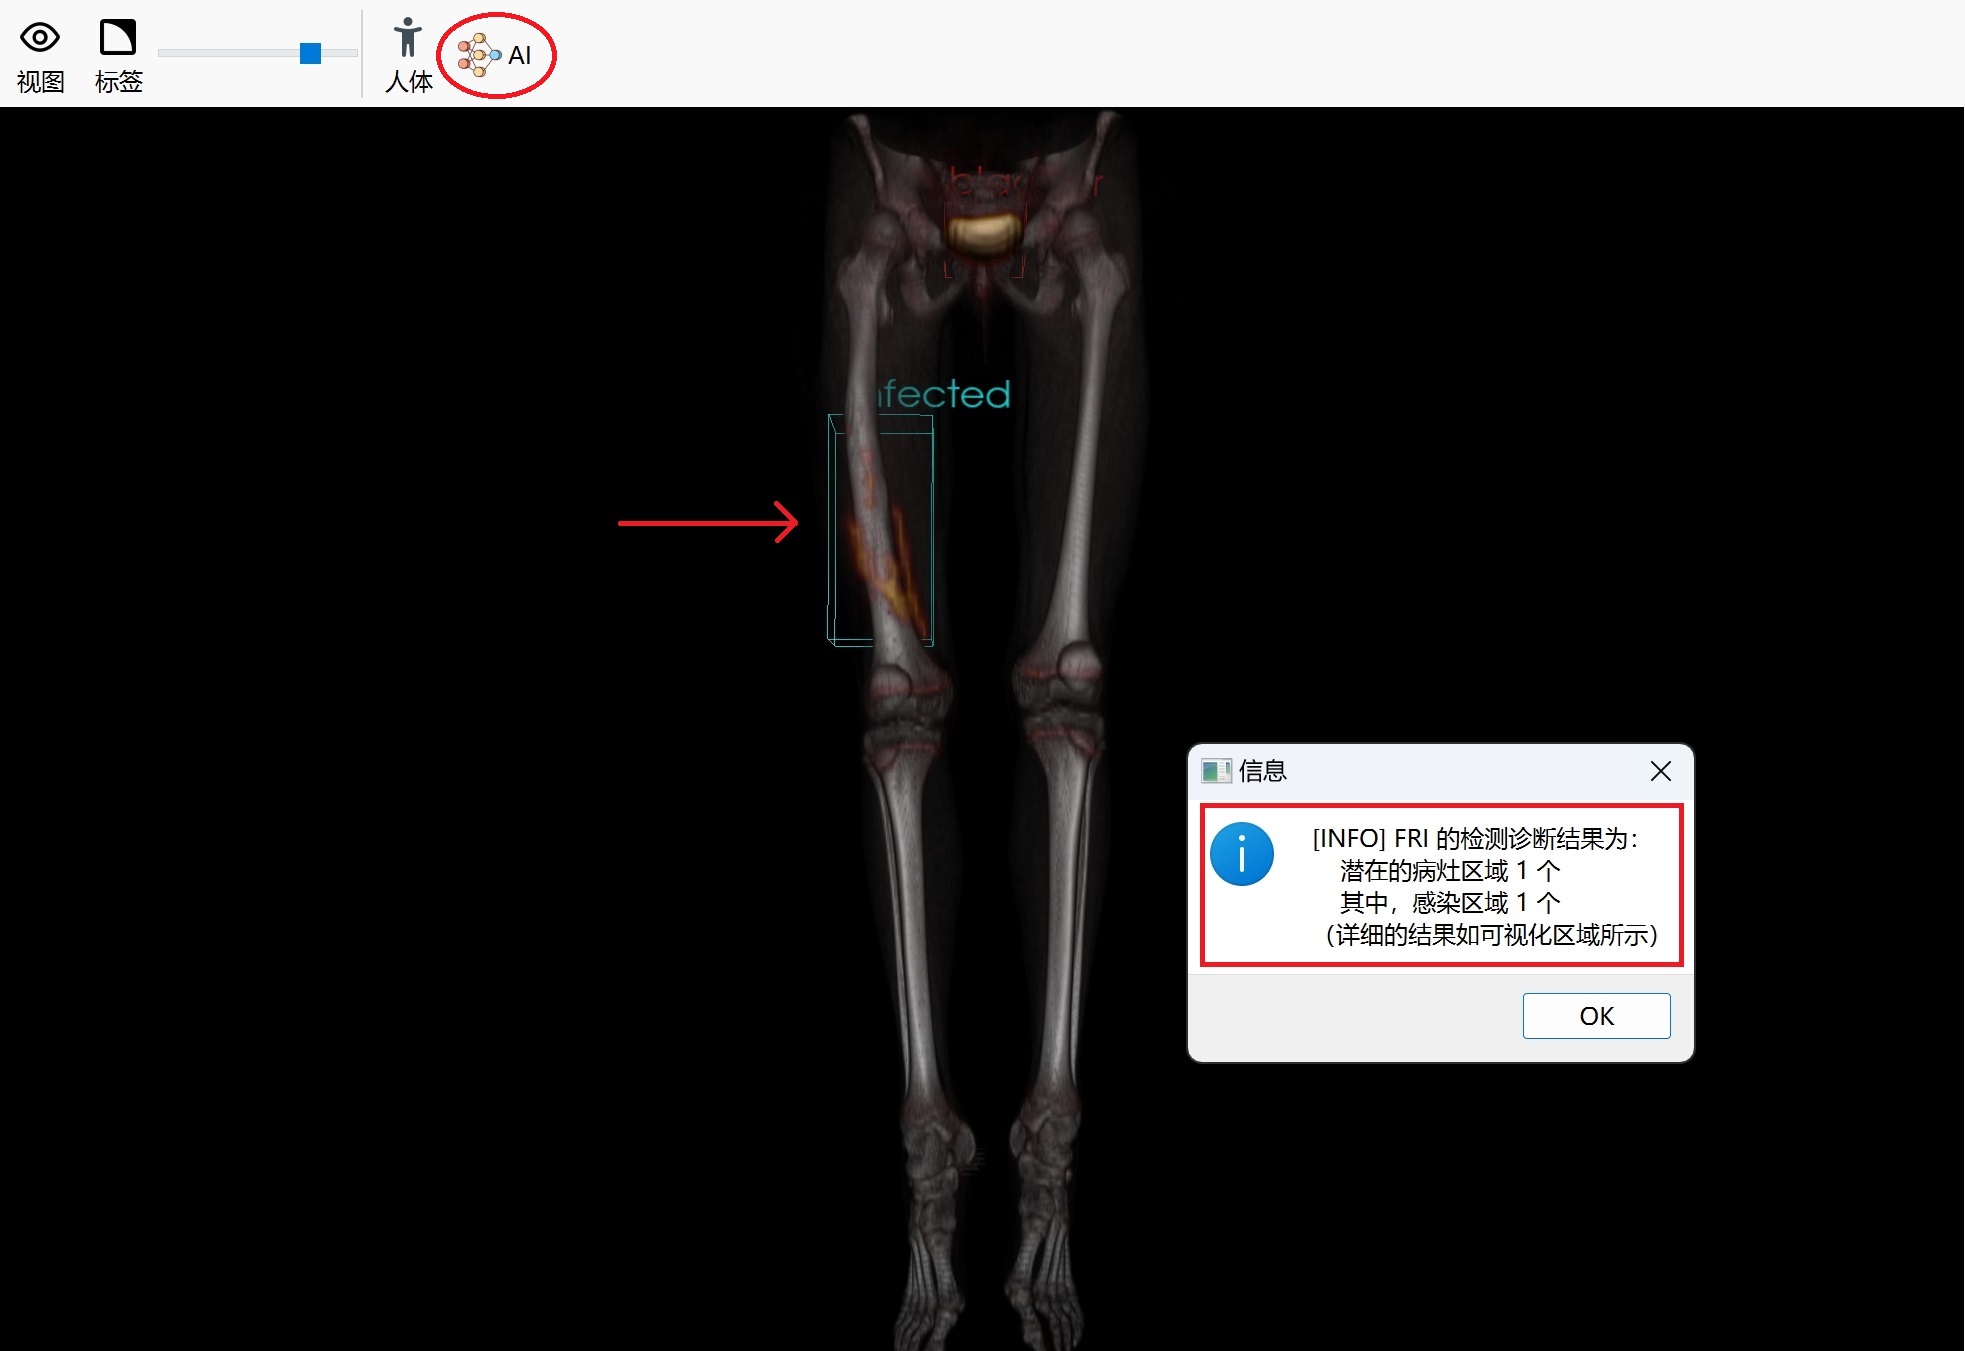 视图
标签
人体
AI
nfected
信息
[INFO] FRI 的检测诊断结果为:
潜在的病灶区域 1 个
其中，感染区域 1 个
（详细的结果如可视化区域所示）
OK